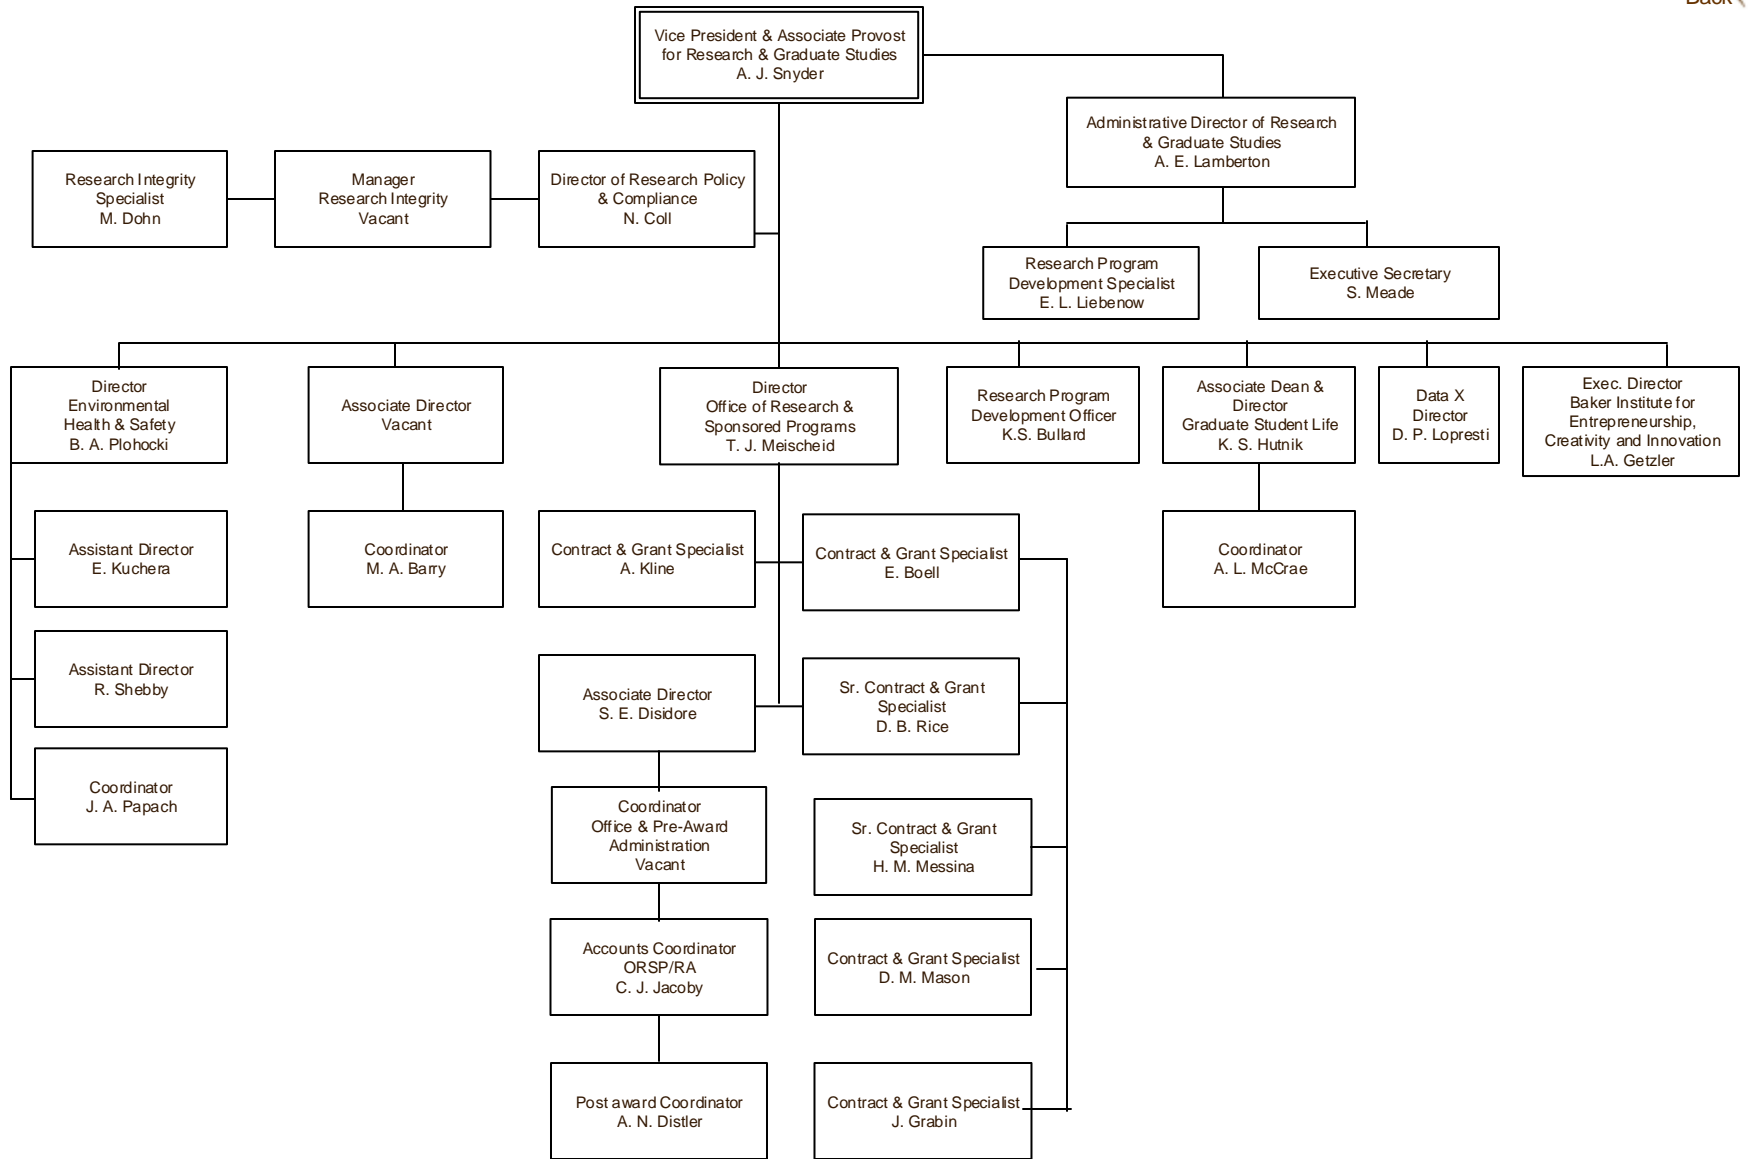 Back
Vice President & Associate Provost
for Research & Graduate Studies
A. J. Snyder
Administrative Director of Research
& Graduate Studies
A. E. Lamberton
Research Integrity
Specialist
M. Dohn
Manager
Research Integrity
Vacant
Director of Research Policy
& Compliance
N. Coll
Research Program
Development Specialist
E. L. Liebenow
Executive Secretary
S. Meade
Director
Environmental
Health & Safety
B. A. Plohocki
Associate Director
Vacant
Director
Office of Research &
Sponsored Programs
T. J. Meischeid
Research Program
Development Officer
K.S. Bullard
Associate Dean &
Director
Graduate Student Life
K. S. Hutnik
Data X
Director
D. P. Lopresti
Exec. Director
Baker Institute for
Entrepreneurship,
Creativity and Innovation
L.A. Getzler
Assistant Director
E. Kuchera
Coordinator
M. A. Barry
Contract & Grant Specialist
A. Kline
Contract & Grant Specialist
E. Boell
Coordinator
A. L. McCrae
Assistant Director
R. Shebby
Associate Director
S. E. Disidore
Sr. Contract & Grant
Specialist
D. B. Rice
Coordinator
J. A. Papach
Coordinator
Office & Pre-Award
Administration
Vacant
Sr. Contract & Grant
Specialist
H. M. Messina
Accounts Coordinator
ORSP/RA
C. J. Jacoby
Contract & Grant Specialist
D. M. Mason
Post award Coordinator
A. N. Distler
Contract & Grant Specialist
J. Grabin